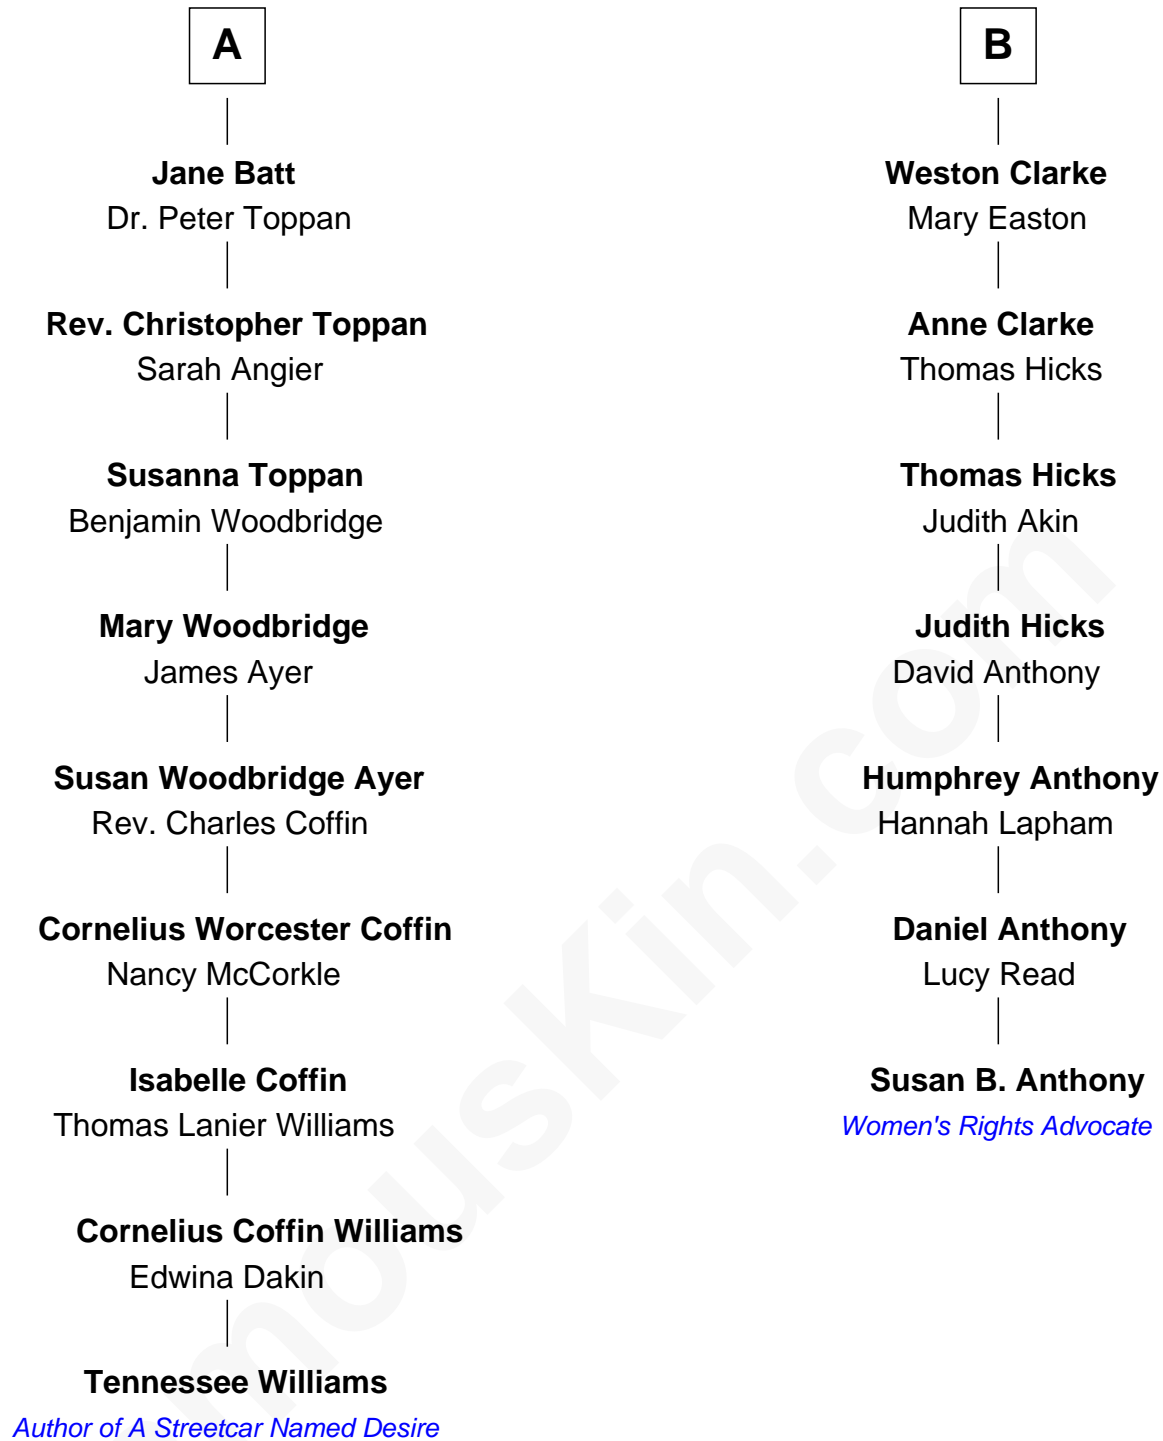 A
Jane Batt
Dr. Peter Toppan
Rev. Christopher Toppan
Sarah Angier
Susanna Toppan
Benjamin Woodbridge
Mary Woodbridge
James Ayer
Susan Woodbridge Ayer
Rev. Charles Coffin
Cornelius Worcester Coffin
Nancy McCorkle
Isabelle Coffin
Thomas Lanier Williams
Cornelius Coffin Williams
Edwina Dakin
Tennessee Williams
Author of A Streetcar Named Desire
B
Weston Clarke
Mary Easton
Anne Clarke
Thomas Hicks
Thomas Hicks
Judith Akin
Judith Hicks
David Anthony
Humphrey Anthony
Hannah Lapham
Daniel Anthony
Lucy Read
Susan B. Anthony
Women's Rights Advocate
mousKin.com